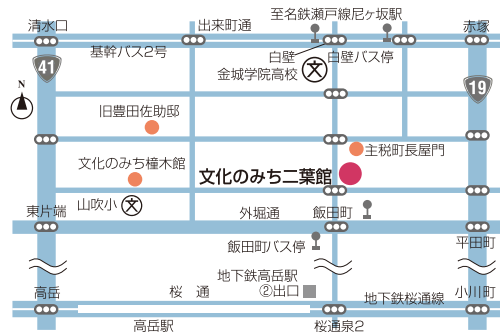 至名鉄瀬戸線尼ヶ坂駅
清水口
出来町通
赤塚
基幹バス2号
白壁
白壁バス停
金城学院高校
文
41
19
N
旧豊田佐助邸
主税町長屋門
文化のみち橦木館
文化のみち二葉館
山吹小
文
東片端
外堀通
飯田町
平田町
飯田町バス停
地下鉄高岳駅
②出口
高岳
桜通
地下鉄桜通線
小川町
高岳駅
桜通泉2